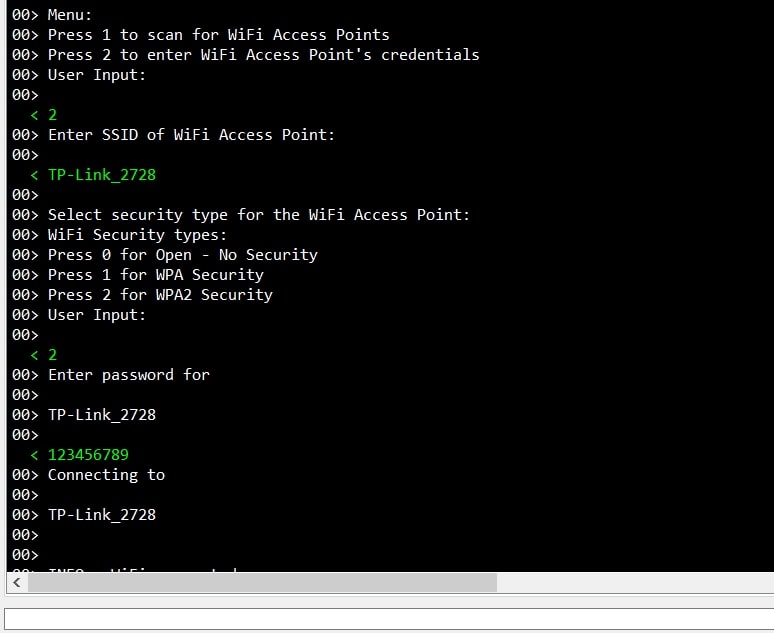 00> Menu:
00> Press 1 to scan for WiFi Access Points
00> Press 2 to enter WiFi Access Point's credentials
00> User Input:
00>
< 2
00> Enter SSID of WiFi Access Point:
00>
< TP-Link_2728
00>
00> Select security type for the WiFi Access Point:
00> WiFi Security types:
00> Press 0 for Open - No Security
00> Press 1 for WPA Security
00> Press 2 for WPA2 Security
00> User Input:
00>
< 2
00> Enter password for
00>
00> TP-Link_2728
00>
< 123456789
00> Connecting to
00>
00> TP-Link_2728
00>
00>